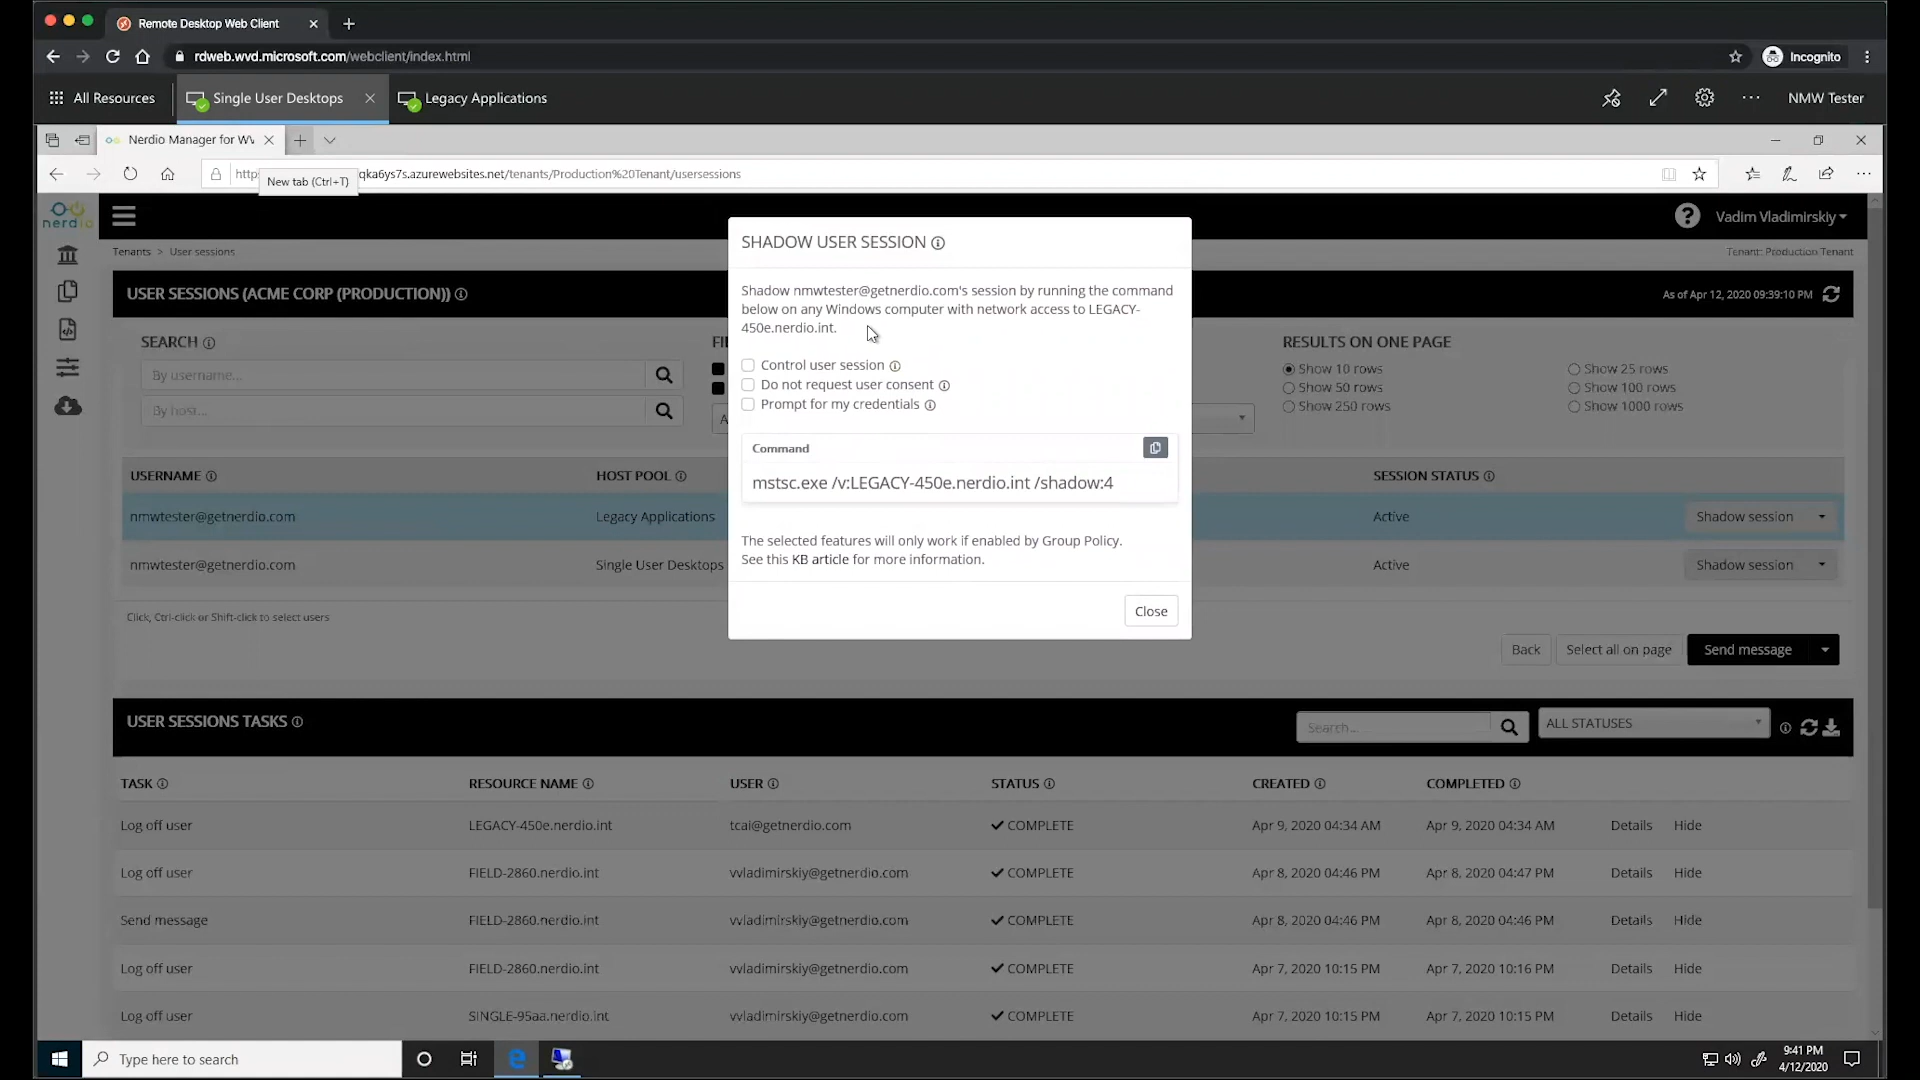 Remote Desktop Web Client
rdweb.wvd.microsoft.com/webclient/index.html
Incognito
All Resources
Single User Desktops
Legacy Applications
NMW Tester
Nerdio Manager for WV
qka6ys7s.azurewebsites.net/tenants/Production%20Tenant/usersessions
New tab (Ctrl+T)
nerdio
Vadim Vladimirskiy
Tenants > User sessions
Tenant: Production Tenant
USER SESSIONS (ACME CORP (PRODUCTION))
As of Apr 12, 2020 09:39:10 PM
SEARCH
By username...
By host...
RESULTS ON ONE PAGE
Show 10 rows
Show 25 rows
Show 50 rows
Show 100 rows
Show 250 rows
Show 1000 rows
SHADOW USER SESSION
Shadow nmwtester@getnerdio.com's session by running the command
below on any Windows computer with network access to LEGACY-
450e.nerdio.int.
Control user session
Do not request user consent
Prompt for my credentials
Command
mstsc.exe /v:LEGACY-450e.nerdio.int /shadow:4
The selected features will only work if enabled by Group Policy.
See this KB article for more information.
Close
USERNAME HOST POOL SESSION STATUS
nmwtester@getnerdio.com Legacy Applications Active Shadow session
nmwtester@getnerdio.com Single User Desktops Active Shadow session
Click, Ctrl-click or Shift-click to select users
Back Select all on page Send message
USER SESSIONS TASKS
Search...
ALL STATUSES
TASK RESOURCE NAME USER STATUS CREATED COMPLETED
Log off user LEGACY-450e.nerdio.int tcai@getnerdio.com COMPLETE Apr 9, 2020 04:34 AM Apr 9, 2020 04:34 AM Details Hide
Log off user FIELD-2860.nerdio.int vvladimirskiy@getnerdio.com COMPLETE Apr 8, 2020 04:46 PM Apr 8, 2020 04:47 PM Details Hide
Send message FIELD-2860.nerdio.int vvladimirskiy@getnerdio.com COMPLETE Apr 8, 2020 04:46 PM Apr 8, 2020 04:46 PM Details Hide
Log off user FIELD-2860.nerdio.int vvladimirskiy@getnerdio.com COMPLETE Apr 7, 2020 10:15 PM Apr 7, 2020 10:16 PM Details Hide
Log off user SINGLE-95aa.nerdio.int vvladimirskiy@getnerdio.com COMPLETE Apr 7, 2020 10:15 PM Apr 7, 2020 10:15 PM Details Hide
Type here to search
9:41 PM
4/12/2020